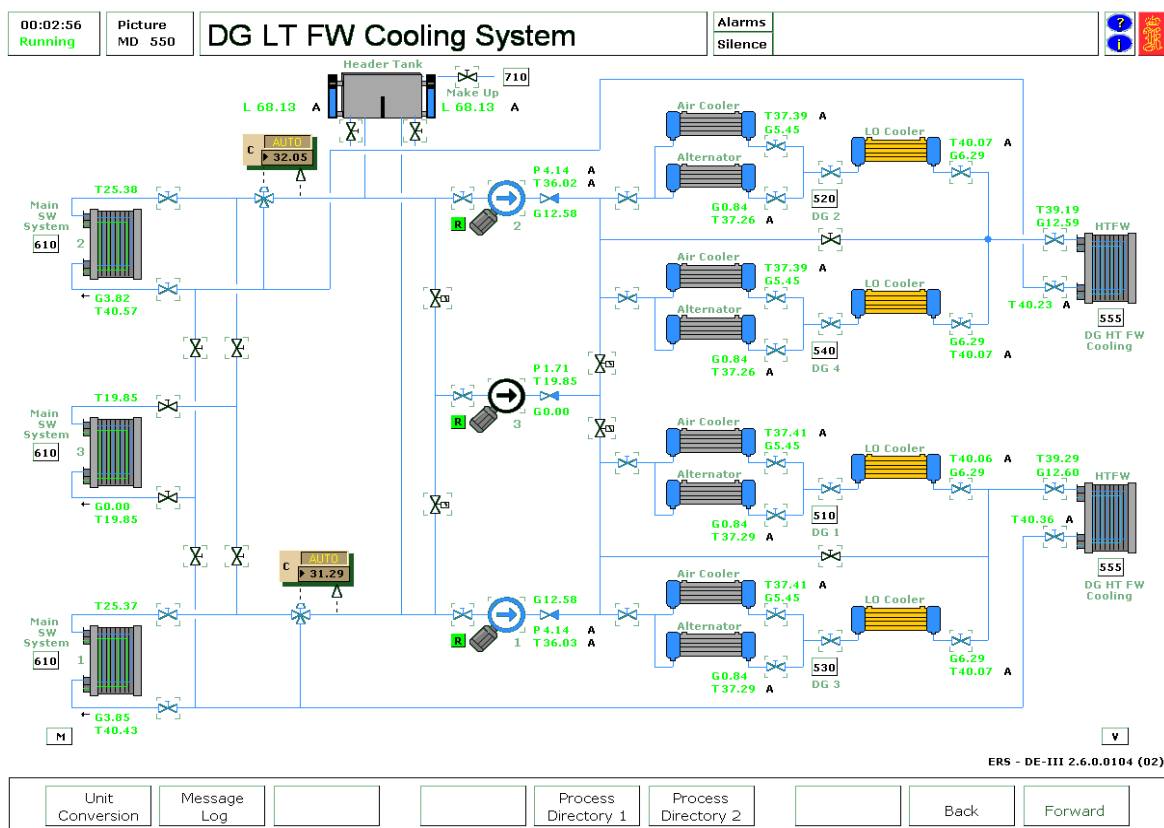 00:02:56
Running
Picture
MD 550
DG LT FW Cooling System
Alarms
Silence
?
i
Header Tank
710
Make Up
L 68.13 A
L 68.13 A
C
AUTO
32.05
T25.38
Main
SW
System
610
2
G3.82
T40.57
P4.14 A
T36.02 A
G12.58
R
2
Air Cooler
T37.39 A
G5.45
Alternator
G0.84
T37.26 A
520
DG 2
LO Cooler
T40.07 A
G6.29
T39.19
G12.59
HTFW
T40.23 A
555
DG HT FW
Cooling
Air Cooler
T37.39 A
G5.45
Alternator
G0.84
T37.26 A
540
DG 4
LO Cooler
G6.29
T40.07 A
T19.85
Main
SW
System
610
3
G0.00
T19.85
P1.71
T19.85
G0.00
R
3
Air Cooler
T37.41 A
G5.45
Alternator
G0.84
T37.29 A
510
DG 1
LO Cooler
T40.06 A
G6.29
T39.29
G12.60
HTFW
T40.36 A
555
DG HT FW
Cooling
C
AUTO
31.29
T25.37
Main
SW
System
610
1
G3.85
T40.43
G12.58
P4.14 A
T36.03 A
R
1
Air Cooler
T37.41 A
G5.45
Alternator
G0.84
T37.29 A
530
DG 3
LO Cooler
G6.29
T40.07 A
M
V
ERS - DE-III 2.6.0.0104 (02)
Unit
Conversion
Message
Log
Process
Directory 1
Process
Directory 2
Back
Forward